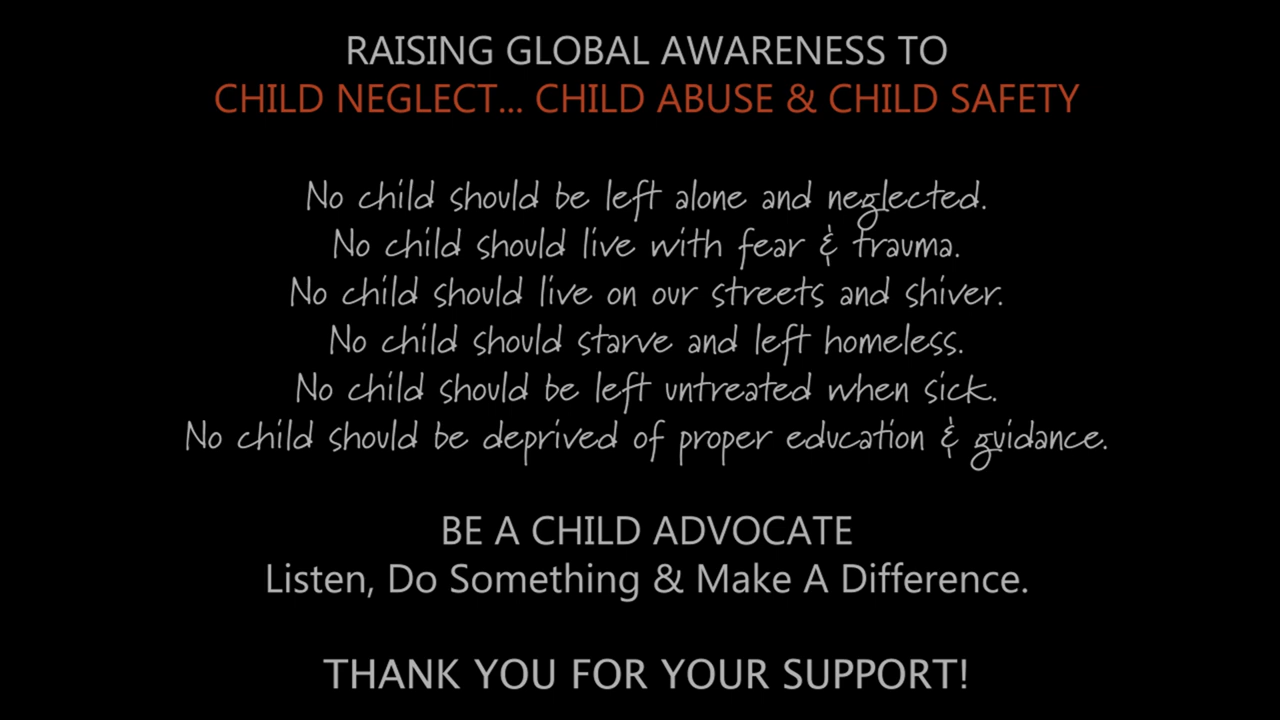 RAISING GLOBAL AWARENESS TO
CHILD NEGLECT... CHILD ABUSE & CHILD SAFETY
No child should be left alone and neglected.
No child should live with fear & trauma.
No child should live on our streets and shiver.
No child should starve and left homeless.
No child should be left untreated when sick.
No child should be deprived of proper education & guidance.
BE A CHILD ADVOCATE
Listen, Do Something & Make A Difference.
THANK YOU FOR YOUR SUPPORT!